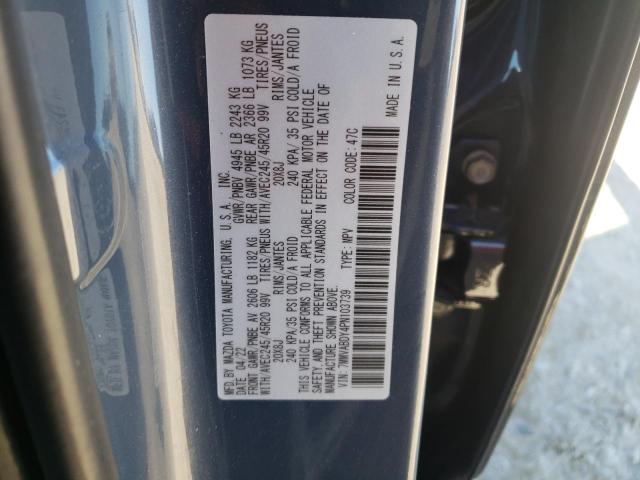 MFD. BY MAZDA TOYOTA MANUFACTURING, U.S.A., INC.
DATE 04/22 GVWR/PNBV 4945 LB 2243 KG
FRONT GAWR/PNBE AV 2606 LB 1182 KG REAR GAWR/PNBE AR 2366 LB 1073 KG
WITH/AVEC245/45R20 99V TIRES/PNEUS WITH/AVEC245/45R20 99V TIRES/PNEUS
20X8J RIMS/JANTES 20X8J RIMS/JANTES
240 KPA/35 PSI COLD/A FROID 240 KPA/ 35 PSI COLD/A FROID
THIS VEHICLE CONFORMS TO ALL APPLICABLE FEDERAL MOTOR VEHICLE
SAFETY, AND THEFT PREVENTION STANDARDS IN EFFECT ON THE DATE OF
MANUFACTURE SHOWN ABOVE.
VIN: 7MMVABDY4PN103739 TYPE: MPV COLOR CODE: 47C MADE IN U.S.A.